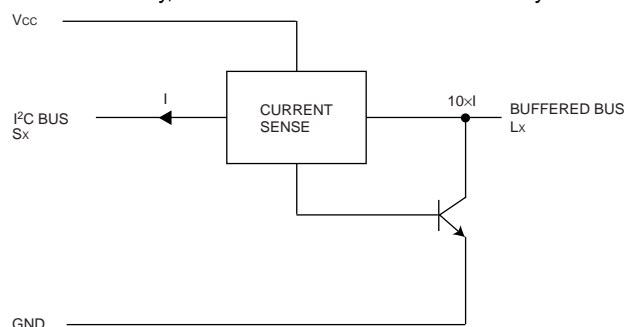 VCC
I
I²C BUS
SX
CURRENT
SENSE
10×I
BUFFERED BUS
LX
GND